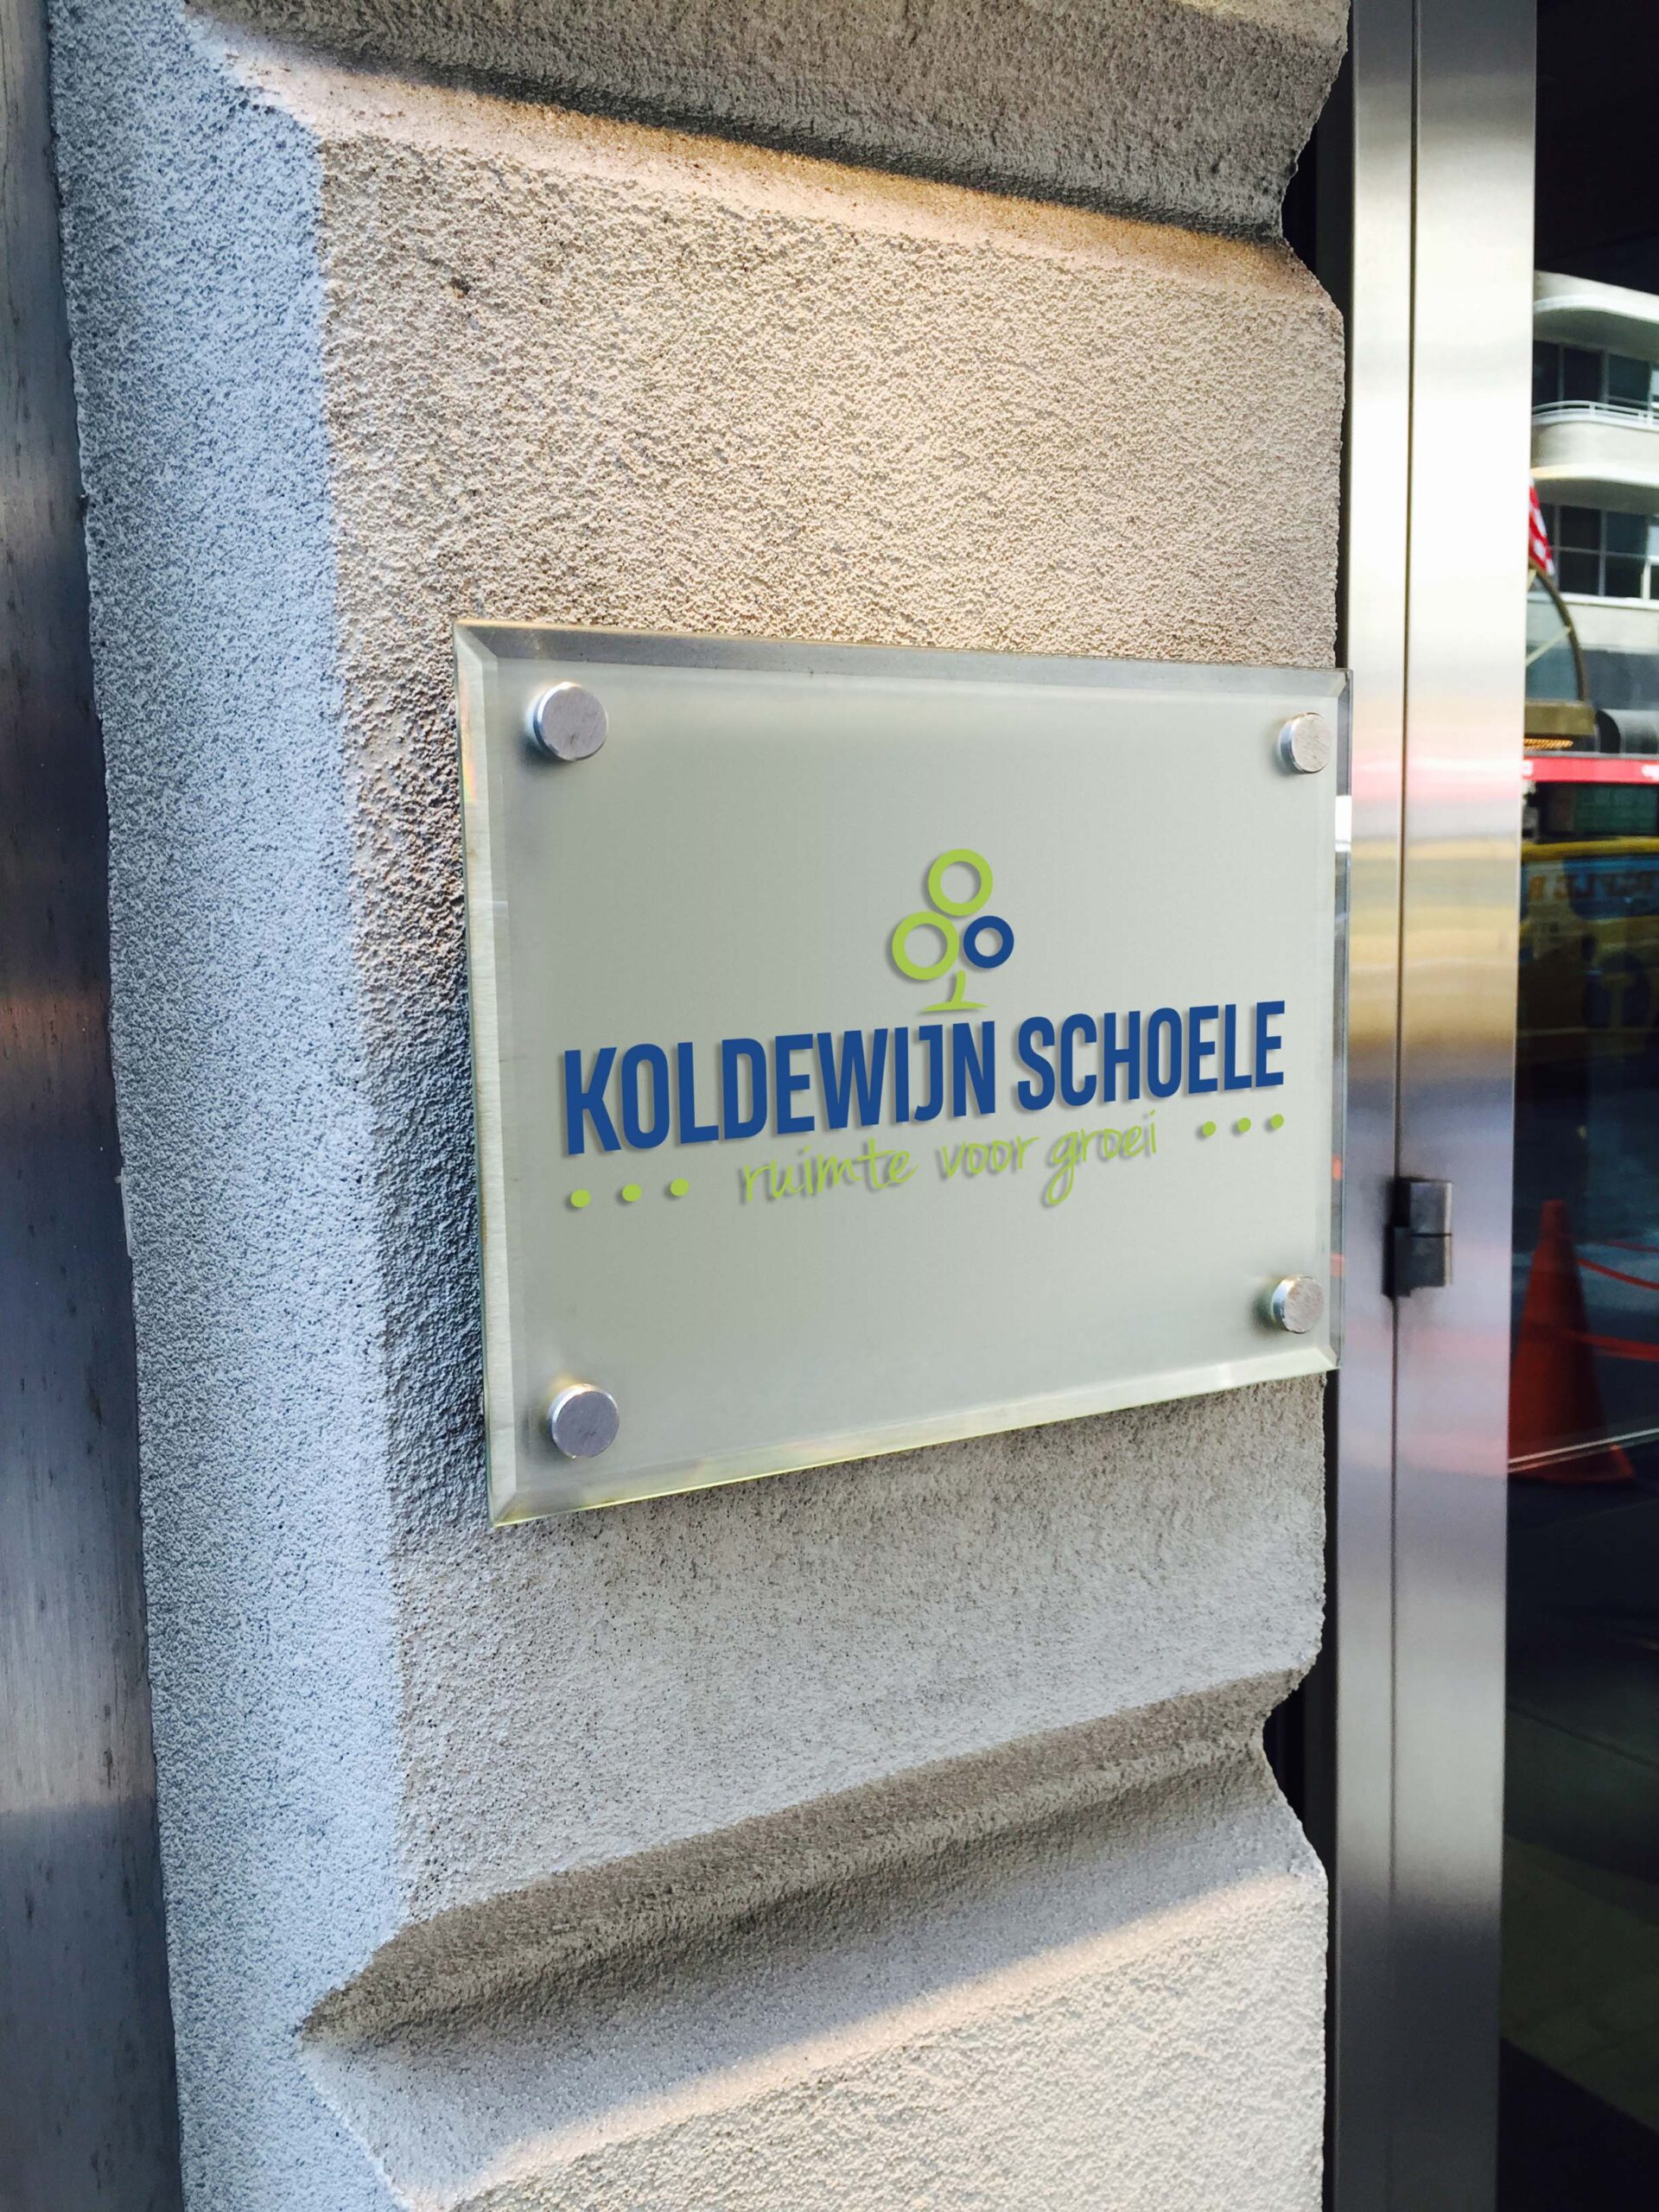 KOLDEWIJN SCHOELE
••• ruimte voor groei •••